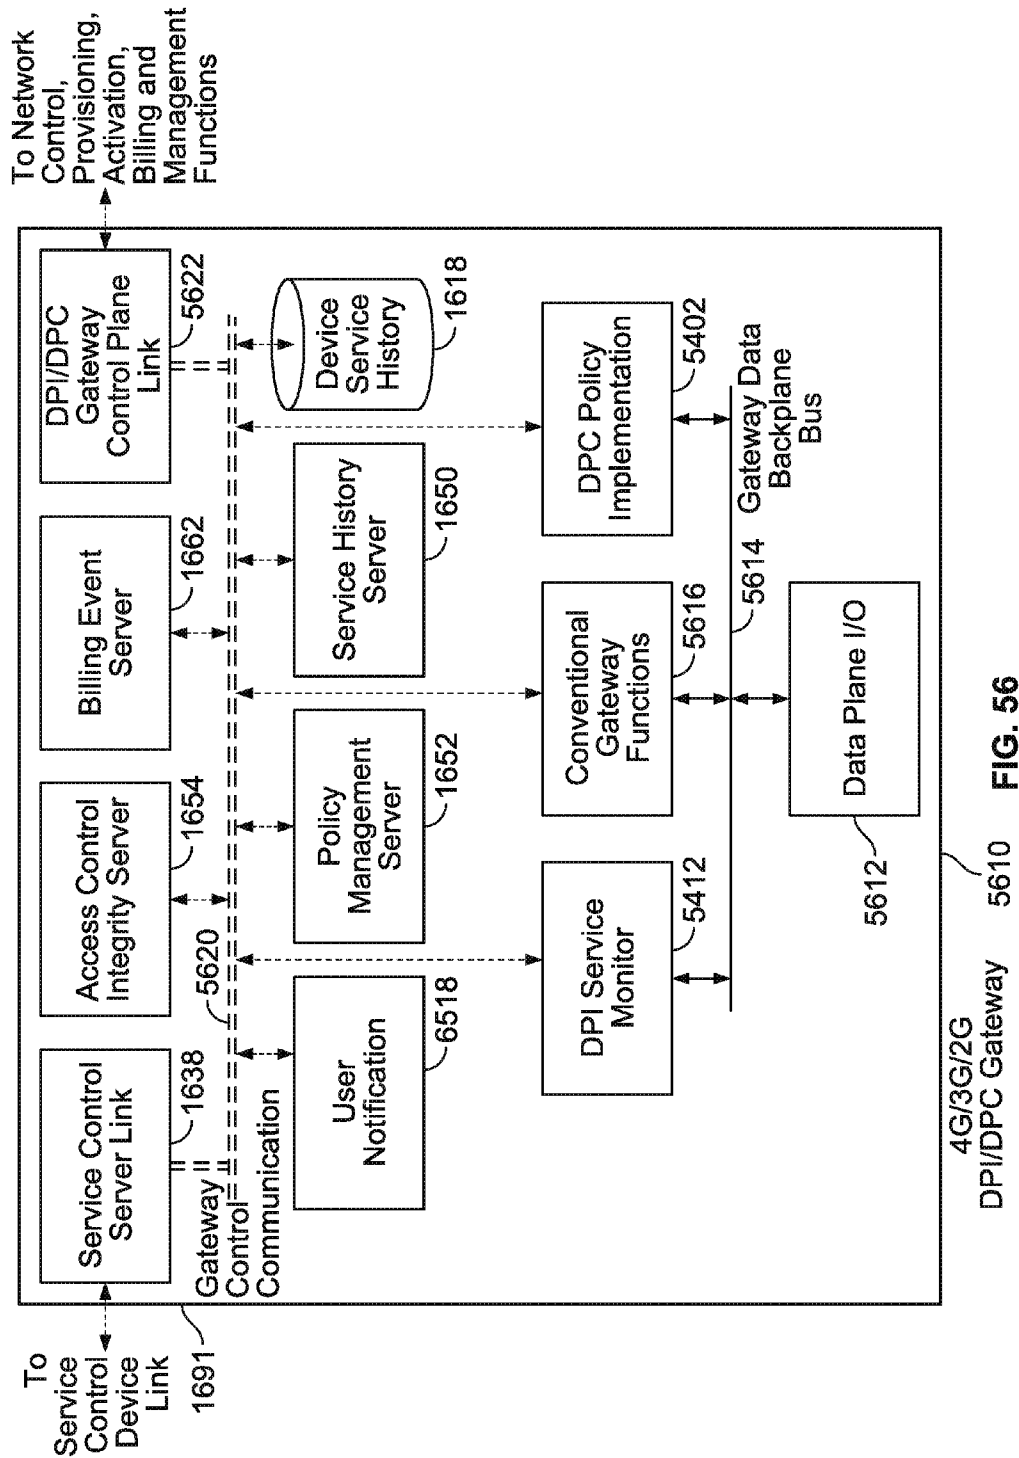 To
Service
Control
Device
Link
1691
Service Control
Server Link
1638
Access Control
Integrity Server
1654
Billing Event
Server
1662
DPI/DPC
Gateway
Control Plane
Link
5622
To Network
Control,
Provisioning,
Activation,
Billing and
Management
Functions
Gateway
Control
Communication
5620
User
Notification
6518
Policy
Management
Server
1652
Service History
Server
1650
Device
Service
History
1618
DPI Service
Monitor
5412
Conventional
Gateway
Functions
5616
DPC Policy
Implementation
5402
5614
Gateway Data
Backplane
Bus
Data Plane I/O
5612
4G/3G/2G
DPI/DPC Gateway
5610
FIG. 56